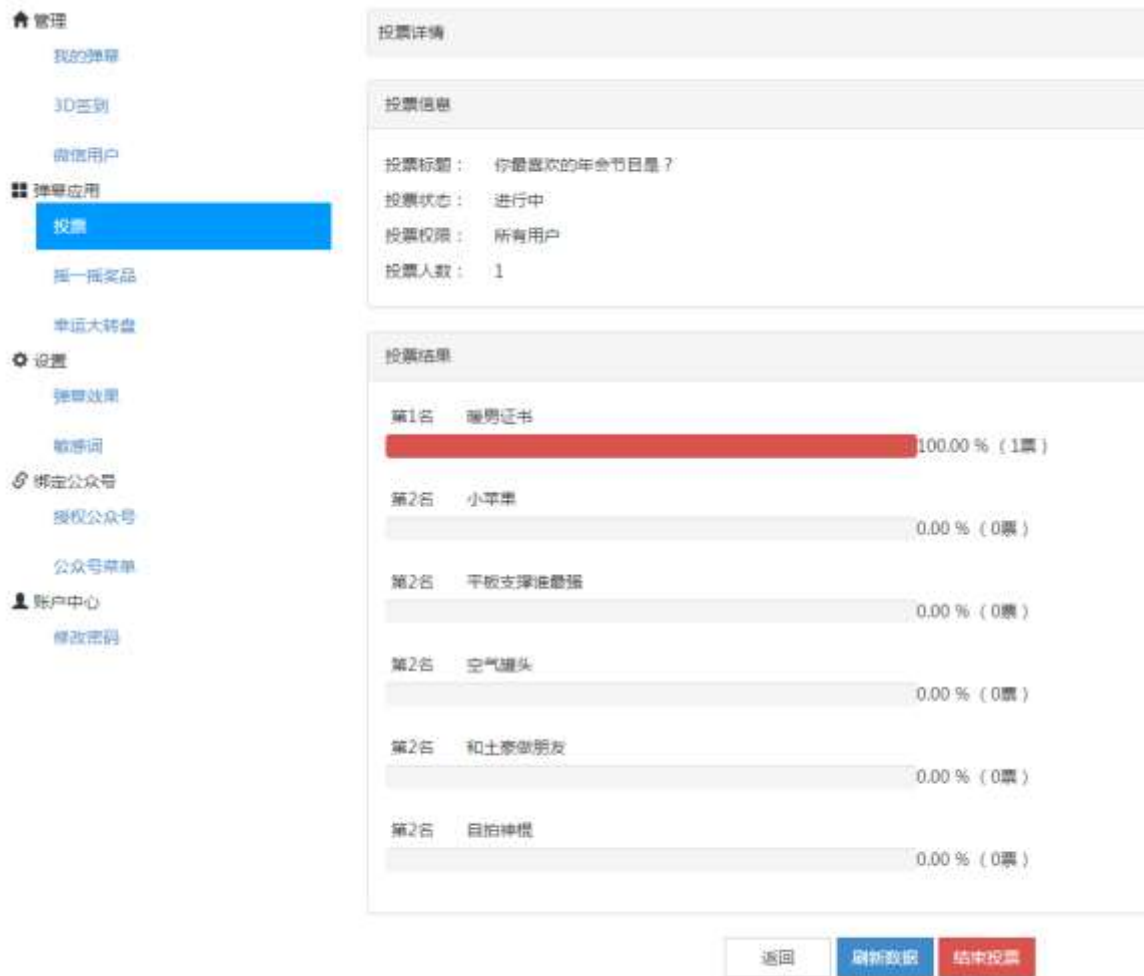 管理
我的弹幕
3D签到
微信用户
弹幕应用
投票
摇一摇奖品
幸运大转盘
设置
弹幕效果
敏感词
绑定公众号
授权公众号
公众号菜单
账户中心
修改密码
投票详情
投票信息
投票标题： 你最喜欢的年会节目是？
投票状态： 进行中
投票权限： 所有用户
投票人数： 1
投票结果
第1名 暖男证书
100.00 % （1票）
第2名 小苹果
0.00 % （0票）
第2名 平板支撑谁最强
0.00 % （0票）
第2名 空气罐头
0.00 % （0票）
第2名 和土豪做朋友
0.00 % （0票）
第2名 自拍神棍
0.00 % （0票）
返回 刷新数据 结束投票